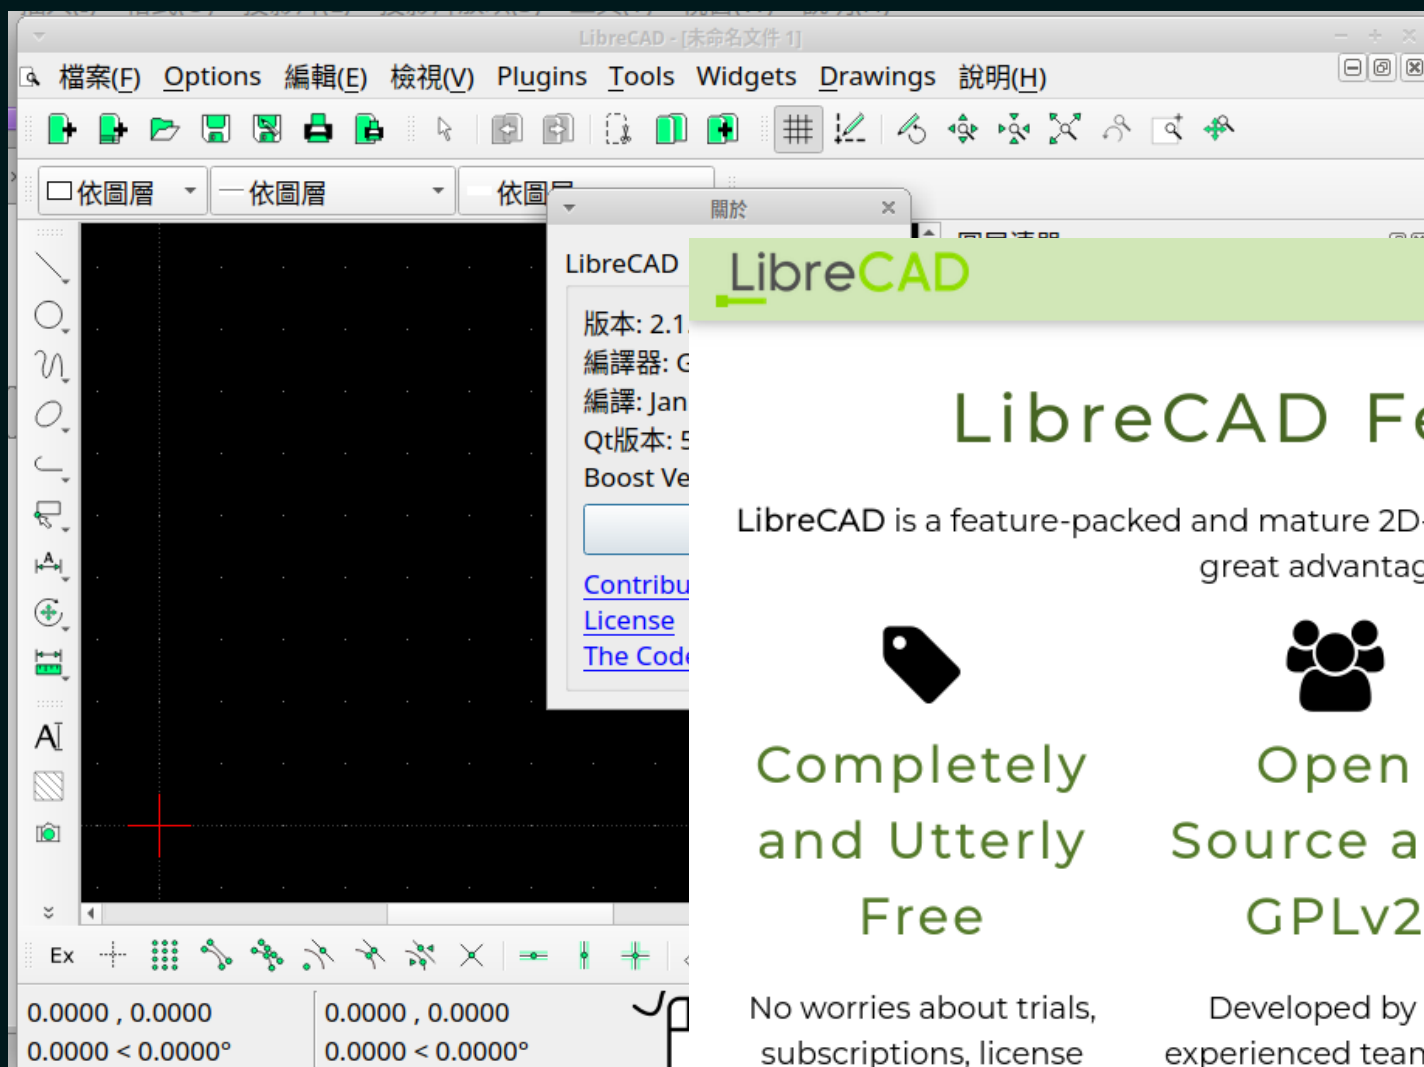 LibreCAD - [未命名文件 1]
檔案(F) Options 編輯(E) 檢視(V) Plugins Tools Widgets Drawings 說明(H)
依圖層 依圖層 依圖層
關於
LibreCAD
版本: 2.1.
編譯器: G
編譯: Jan
Qt版本: 5
Boost Ve
Contribu
License
The Code
LibreCAD
LibreCAD Fe
LibreCAD is a feature-packed and mature 2D-
great advantag
Completely
and Utterly
Free
Open
Source a
GPLv2
No worries about trials,
subscriptions, license
Developed by
experienced team
Ex
0.0000 , 0.0000
0.0000 < 0.0000°
0.0000 , 0.0000
0.0000 < 0.0000°